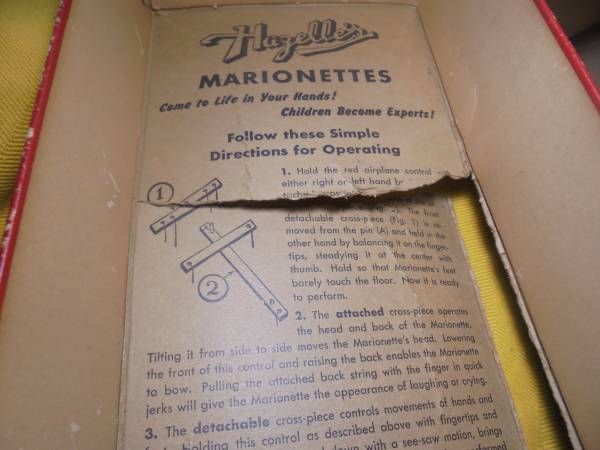 Hazelle's
MARIONETTES
Come to Life in Your Hands!
Children Become Experts!
Follow these Simple
Directions for Operating
1. Hold the red airplane control
either right or left hand
1
detachable cross-piece (Fig. 1) is re-
moved from the pin (A) and held in the
other hand by balancing it on the finger-
tips, steadying it at the center with
thumb. Hold so that Marionette's feet
barely touch the floor. Now it is ready
to perform.
2
2. The attached cross-piece operates
the head and back of the Marionette.
Tilting it from side to side moves the Marionette's head. Lowering
the front of this control and raising the back enables the Marionette
to bow. Pulling the attached back string with the finger in quick
jerks will give the Marionette the appearance of laughing or crying.
3. The detachable cross-piece controls movements of hands and
holding this control as described above with fingertips and
down with a see-saw motion, brings
performed